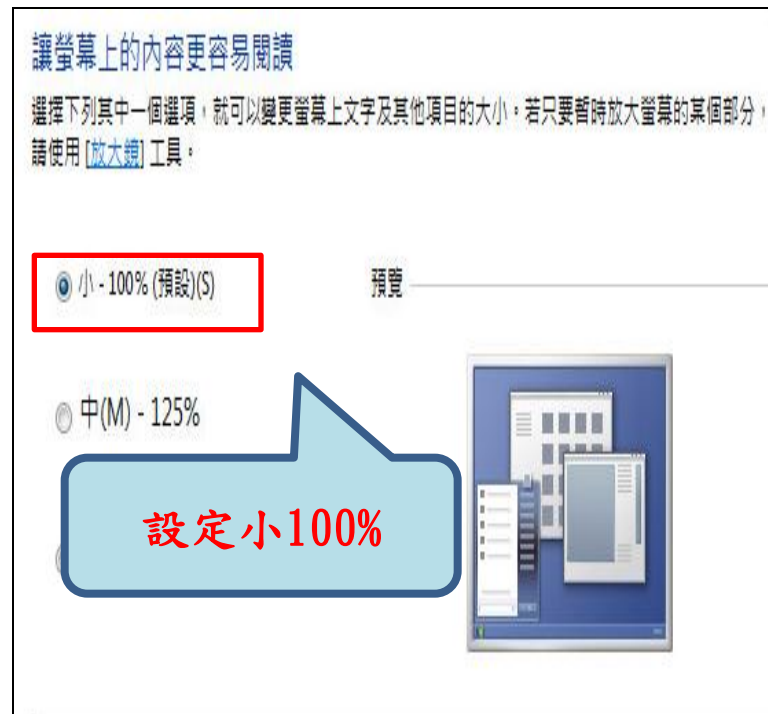 讓螢幕上的內容更容易閱讀
選擇下列其中一個選項，就可以變更螢幕上文字及其他項目的大小。若只要暫時放大螢幕的某個部分，
請使用 [放大鏡] 工具。
小 - 100% (預設)(S)
預覽
中(M) - 125%
設定小100%